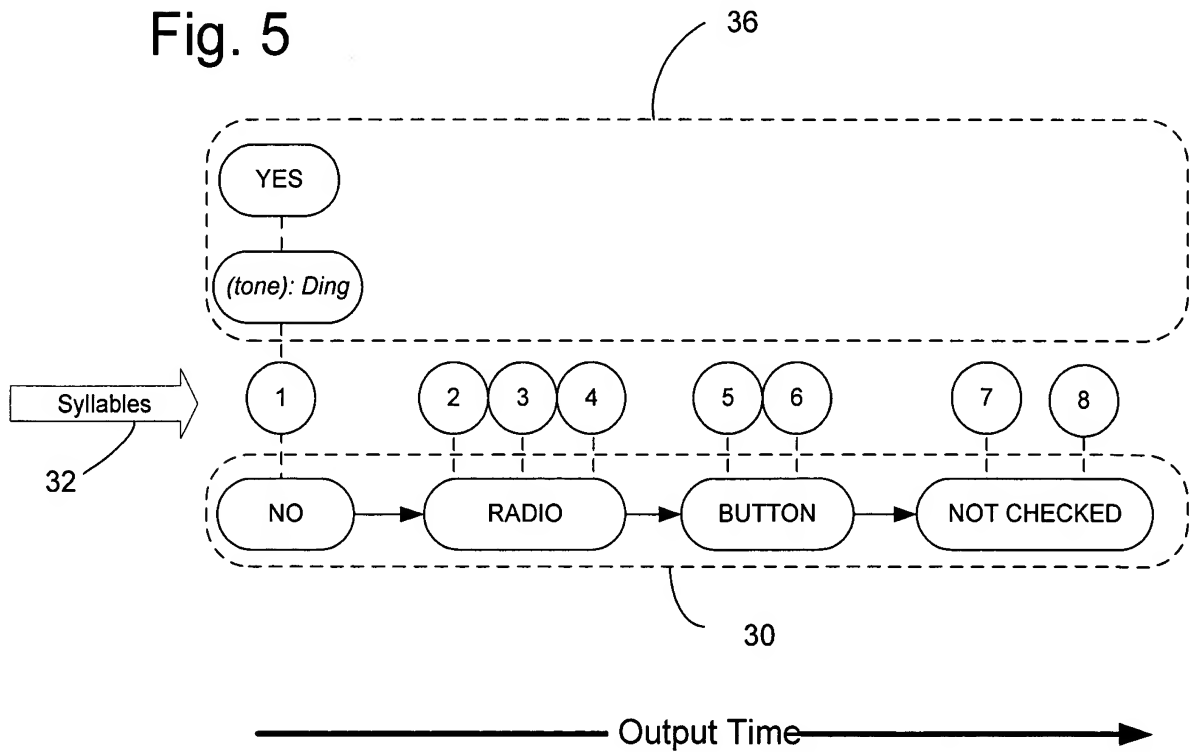 Fig. 5
36
YES
(tone): Ding
Syllables
1 2 3 4 5 6 7 8
32
NO RADIO BUTTON NOT CHECKED
30
Output Time